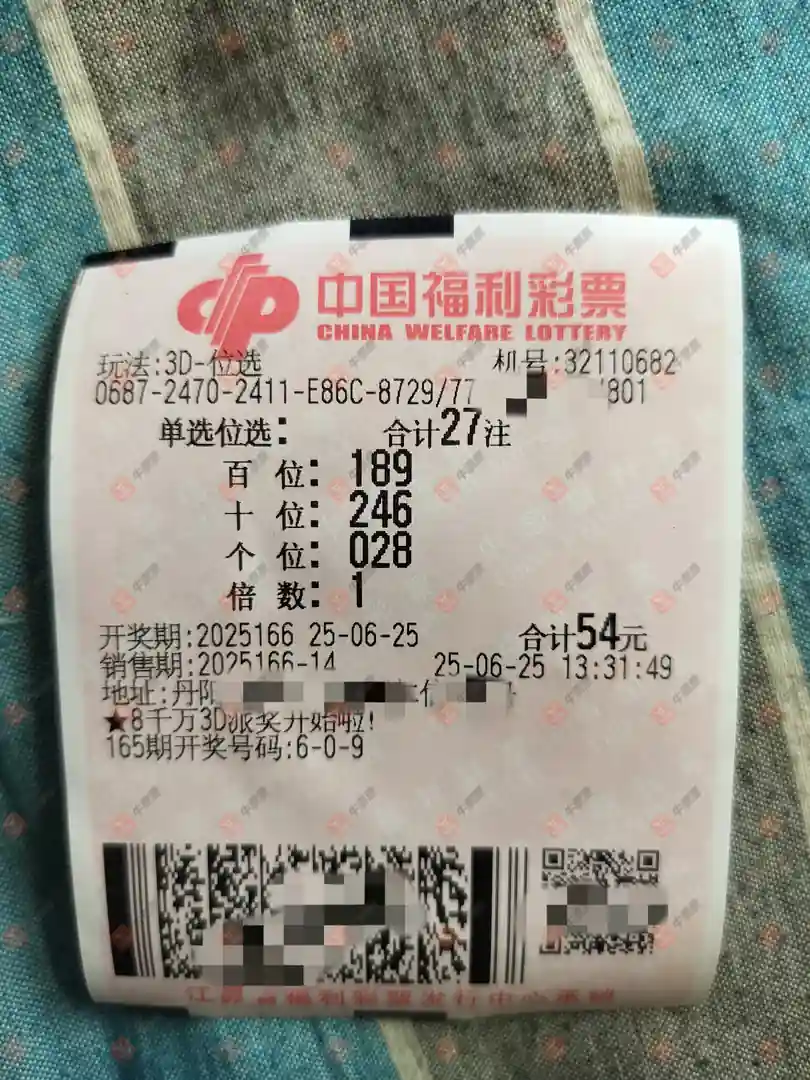 中国福利彩票
CHINA WELFARE LOTTERY
玩法:3D-位选 机号:32110682
0687-2470-2411-E86C-8729/77 801
单选位选: 合计27注
百位: 189
十位: 246
个位: 028
倍数: 1
开奖期:2025166 25-06-25 合计54元
销售期:2025166-14 25-06-25 13:31:49
地址:丹阳
★8千万3D派奖开始啦!
165期开奖号码:6-0-9